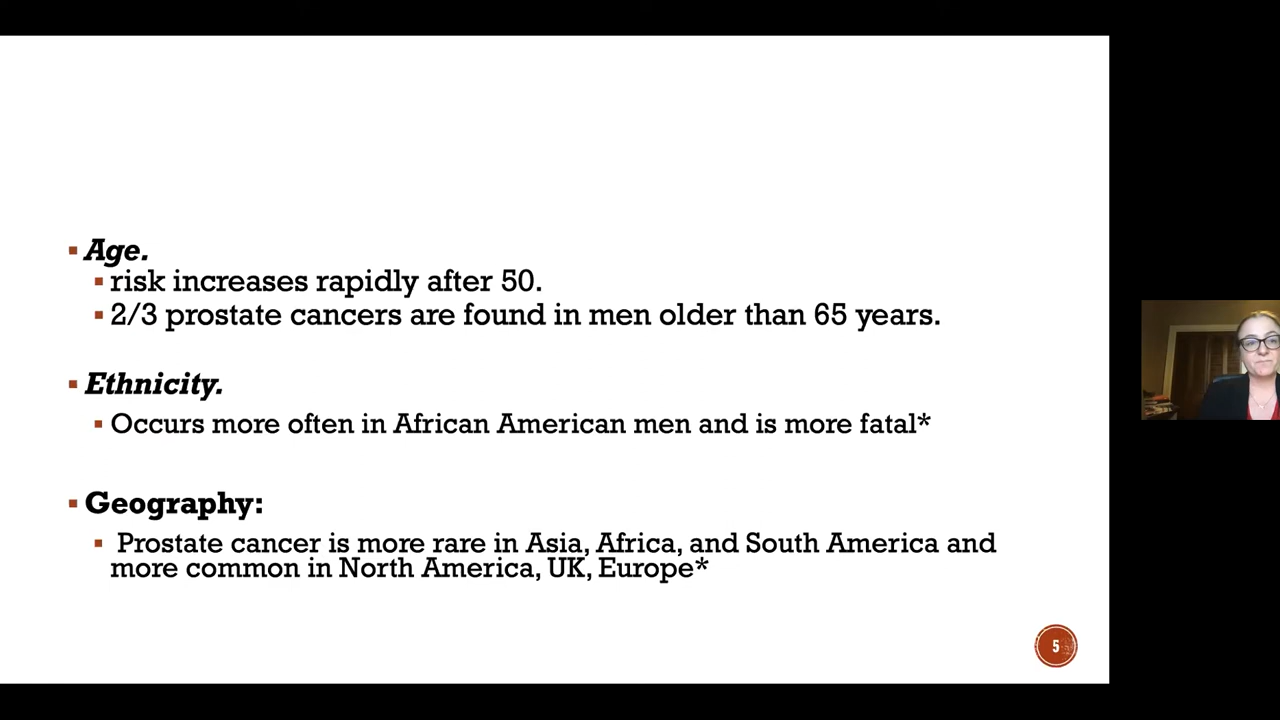 Age.
risk increases rapidly after 50.
2/3 prostate cancers are found in men older than 65 years.
Ethnicity.
Occurs more often in African American men and is more fatal*
Geography:
Prostate cancer is more rare in Asia, Africa, and South America and
more common in North America, UK, Europe*
5